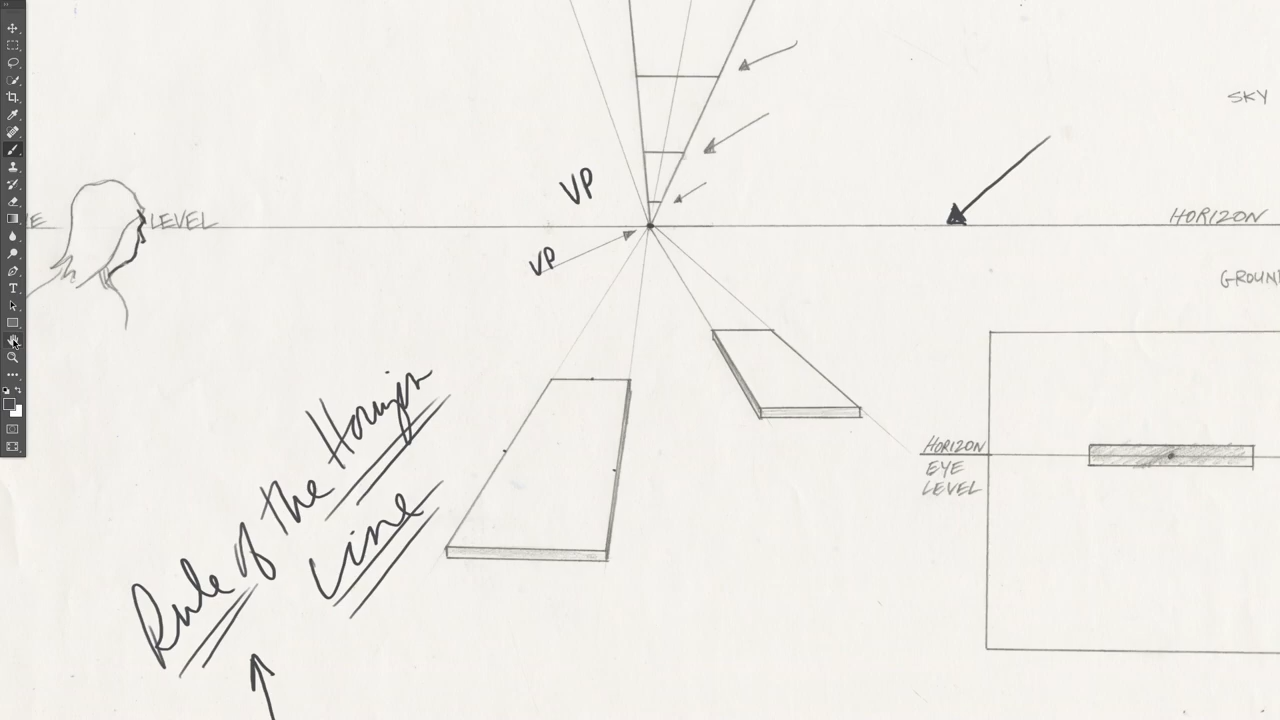 SKY
VP
E
LEVEL
HORIZON
VP
GROUN
Rule of the Horizon
Line
HORIZON
EYE
LEVEL
T